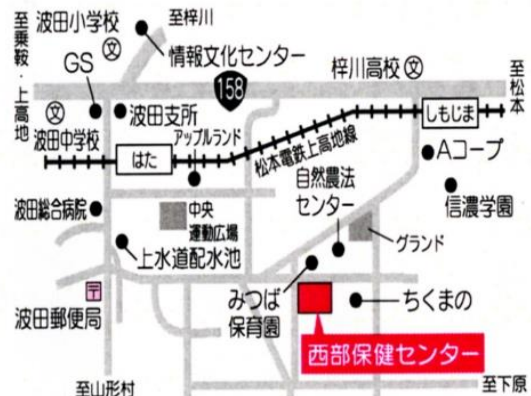 至乗鞍・上高地
波田小学校
文
至梓川
情報文化センター
GS
158
梓川高校 文
至松本
文
波田中学校
波田支所
しもじま
はた
アップルランド
松本電鉄上高地線
Aコープ
自然農法
センター
信濃学園
波田総合病院
中央
運動広場
グランド
上水道配水池
〒
波田郵便局
みつば
保育園
ちくまの
西部保健センター
至山形村
至下原